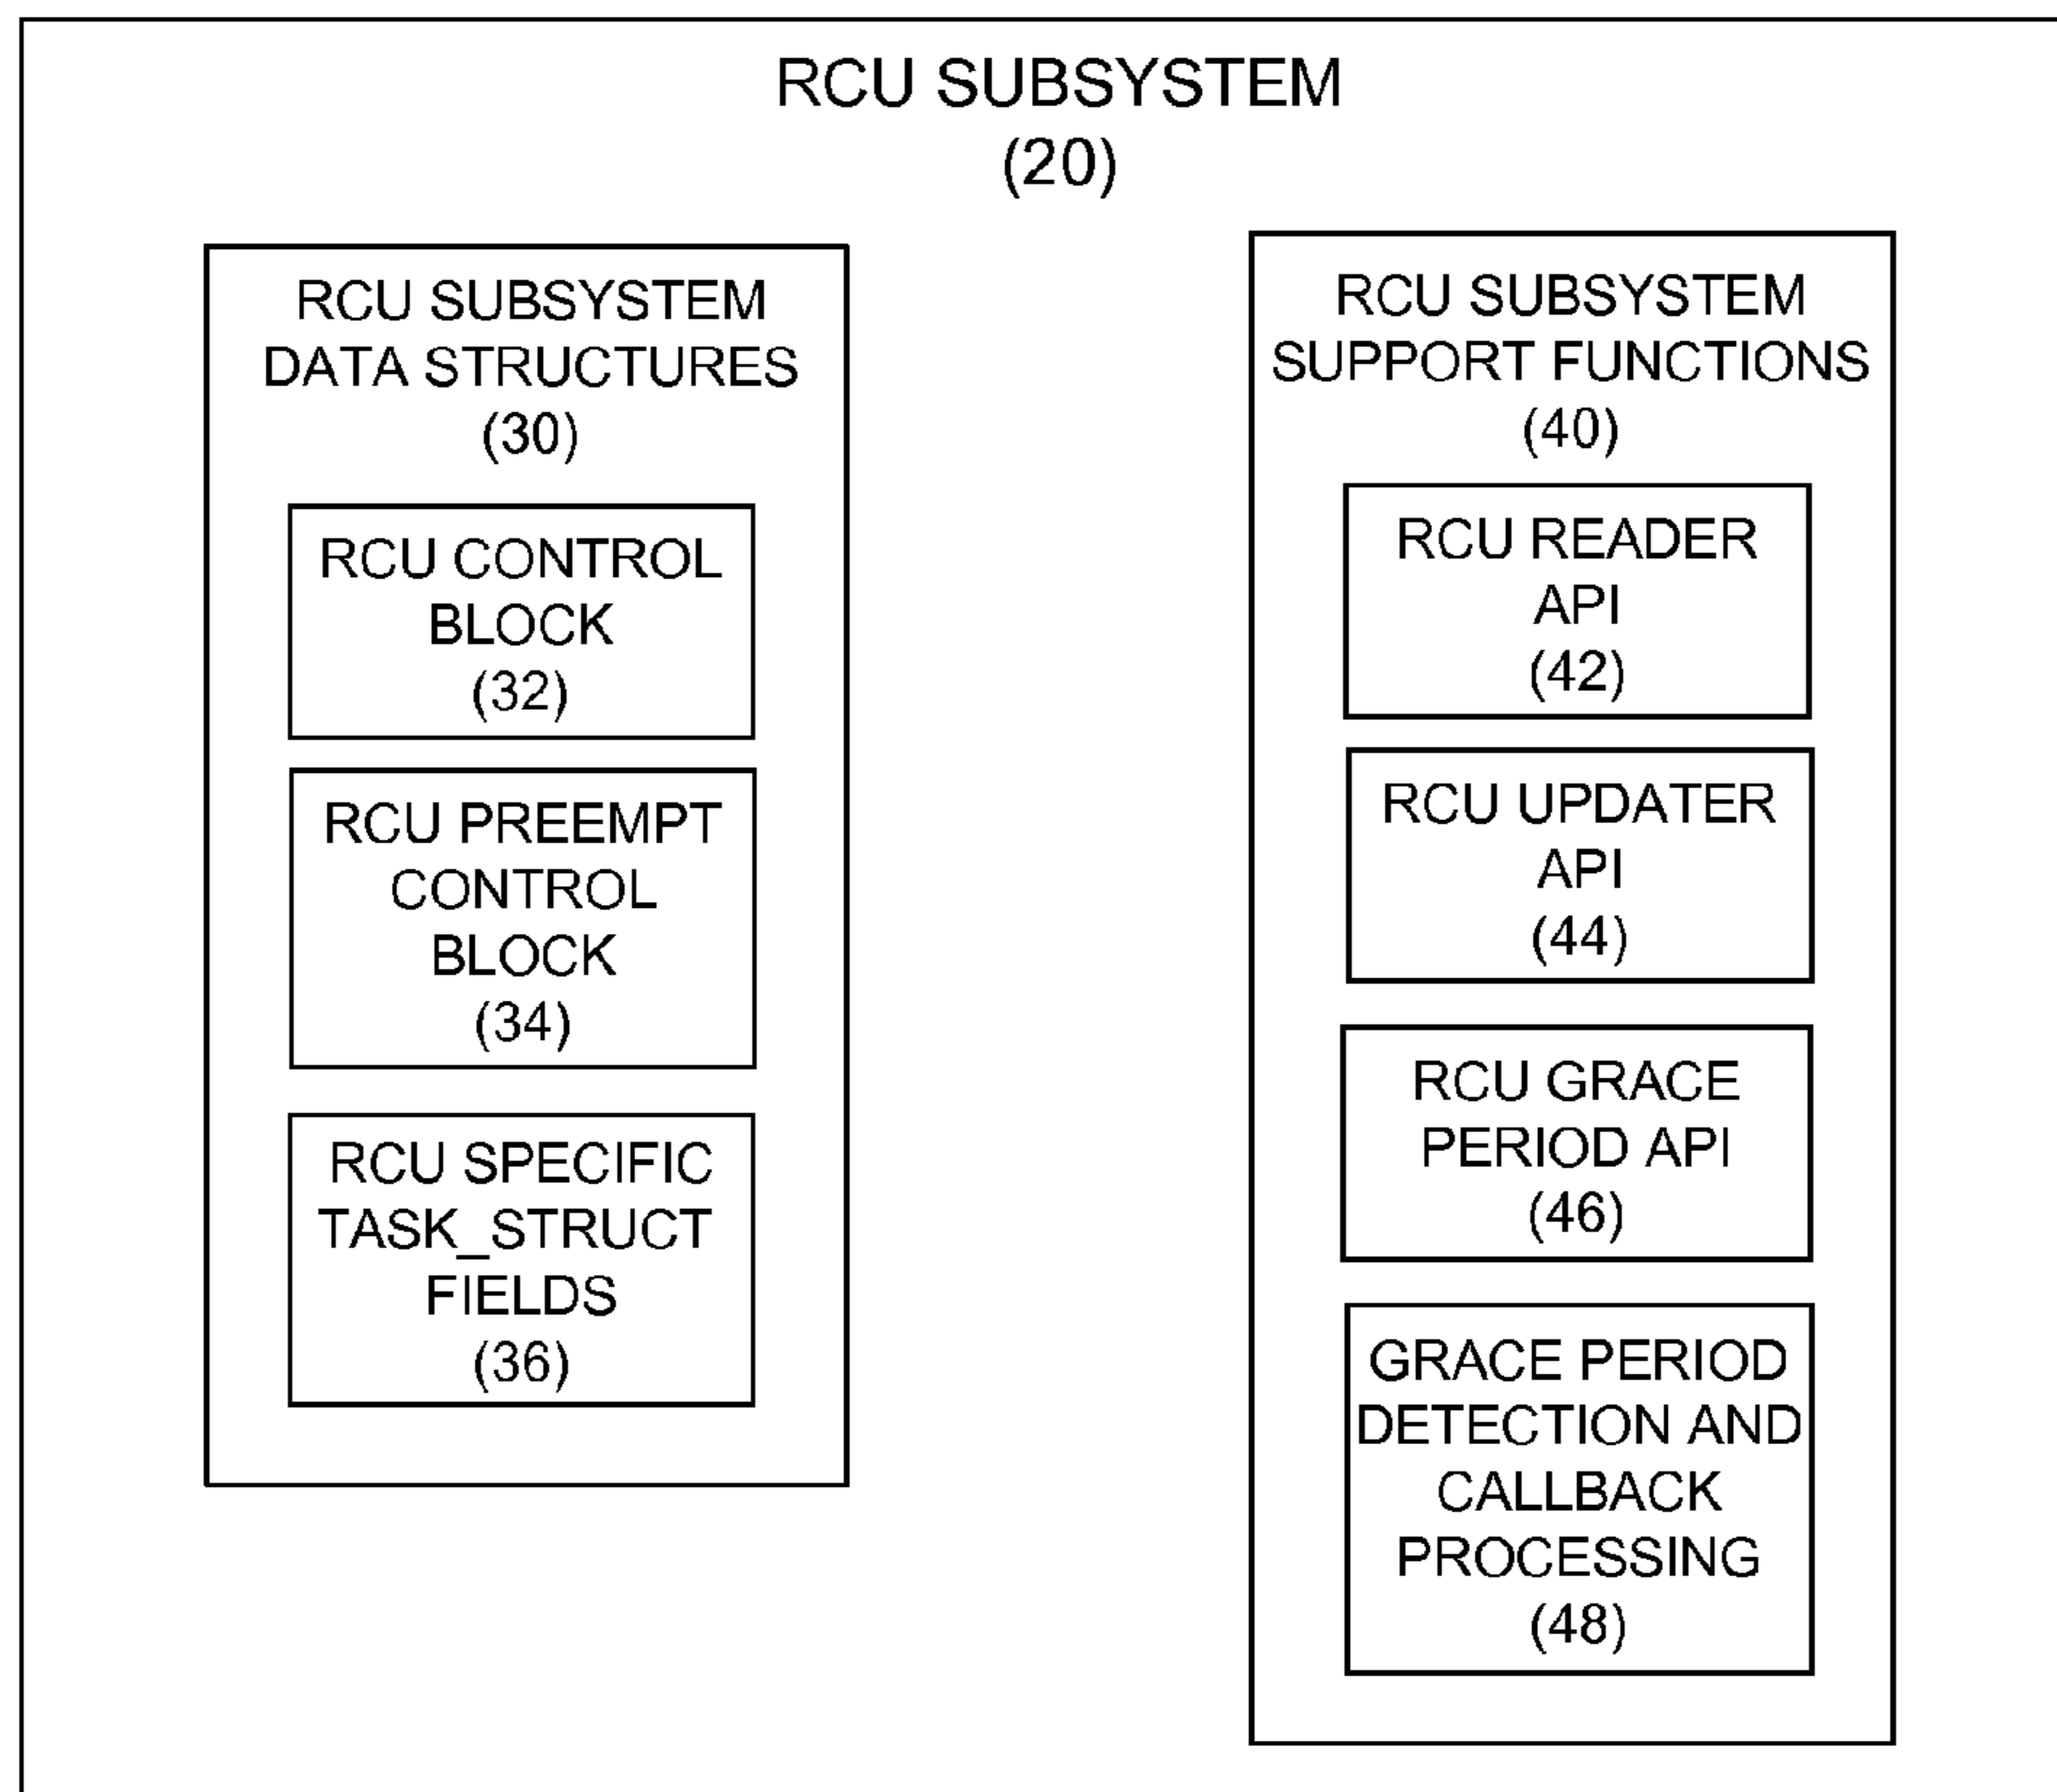 RCU SUBSYSTEM
(20)
RCU SUBSYSTEM
DATA STRUCTURES
(30)
RCU CONTROL
BLOCK
(32)
RCU PREEMPT
CONTROL
BLOCK
(34)
RCU SPECIFIC
TASK_STRUCT
FIELDS
(36)
RCU SUBSYSTEM
SUPPORT FUNCTIONS
(40)
RCU READER
API
(42)
RCU UPDATER
API
(44)
RCU GRACE
PERIOD API
(46)
GRACE PERIOD
DETECTION AND
CALLBACK
PROCESSING
(48)